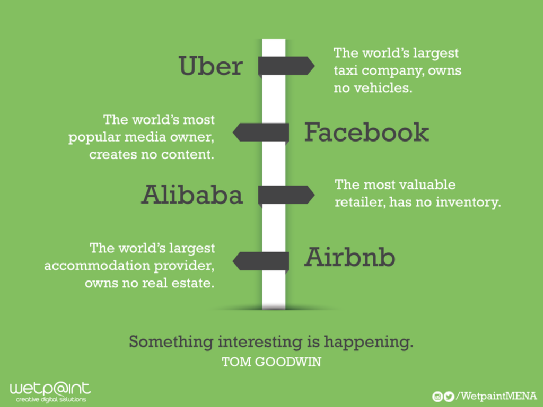 Uber
The world's largest
taxi company, owns
no vehicles.
The world's most
popular media owner,
creates no content.
Facebook
Alibaba
The most valuable
retailer, has no inventory.
The world's largest
accommodation provider,
owns no real estate.
Airbnb
Something interesting is happening.
TOM GOODWIN
wetp@int
creative digital solutions
/WetpaintMENA